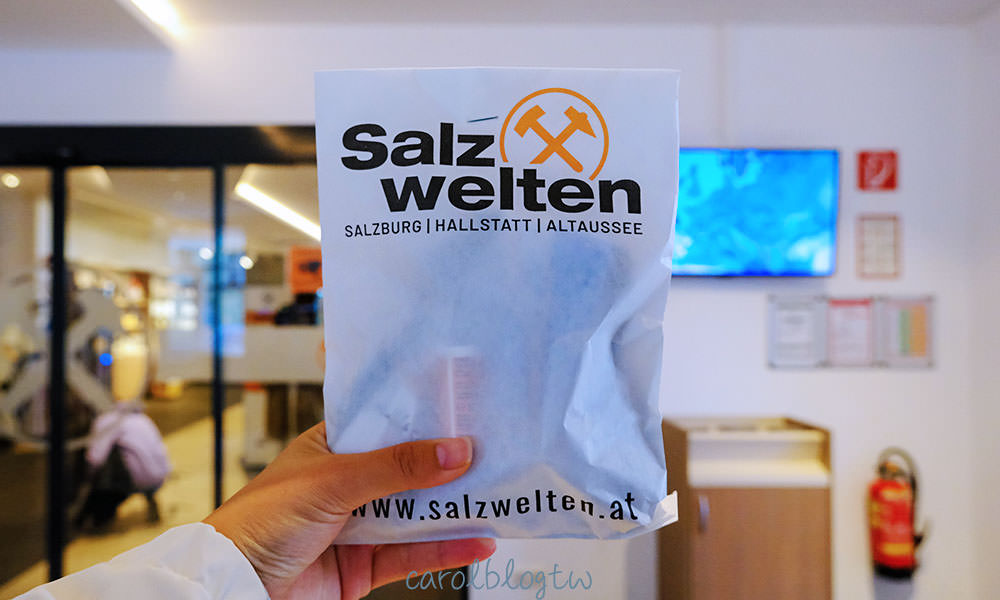 Salz
welten
SALZBURG | HALLSTATT | ALTAUSSEE
www.salzwelten.at
carolblogtw